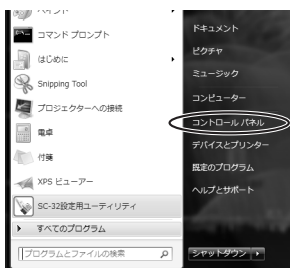 コマンド プロンプト
はじめに
Snipping Tool
プロジェクターへの接続
電卓
付箋
XPS ビューアー
SC-32設定用ユーティリティ
すべてのプログラム
プログラムとファイルの検索
ドキュメント
ピクチャ
ミュージック
コンピューター
コントロール パネル
デバイスとプリンター
既定のプログラム
ヘルプとサポート
シャットダウン